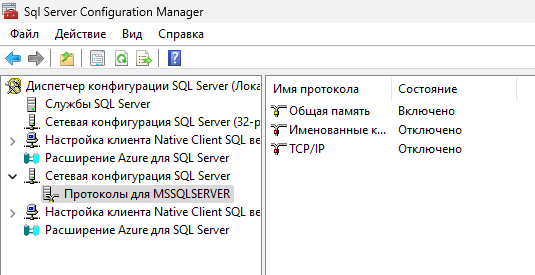 Sql Server Configuration Manager
Файл Действие Вид Справка
Диспетчер конфигурации SQL Server (Лока
Службы SQL Server
Сетевая конфигурация SQL Server (32-р
Настройка клиента Native Client SQL ве
Расширение Azure для SQL Server
Сетевая конфигурация SQL Server
Протоколы для MSSQLSERVER
Настройка клиента Native Client SQL ве
Расширение Azure для SQL Server
Имя протокола Состояние
Общая память Включено
Именованные к... Отключено
TCP/IP Отключено